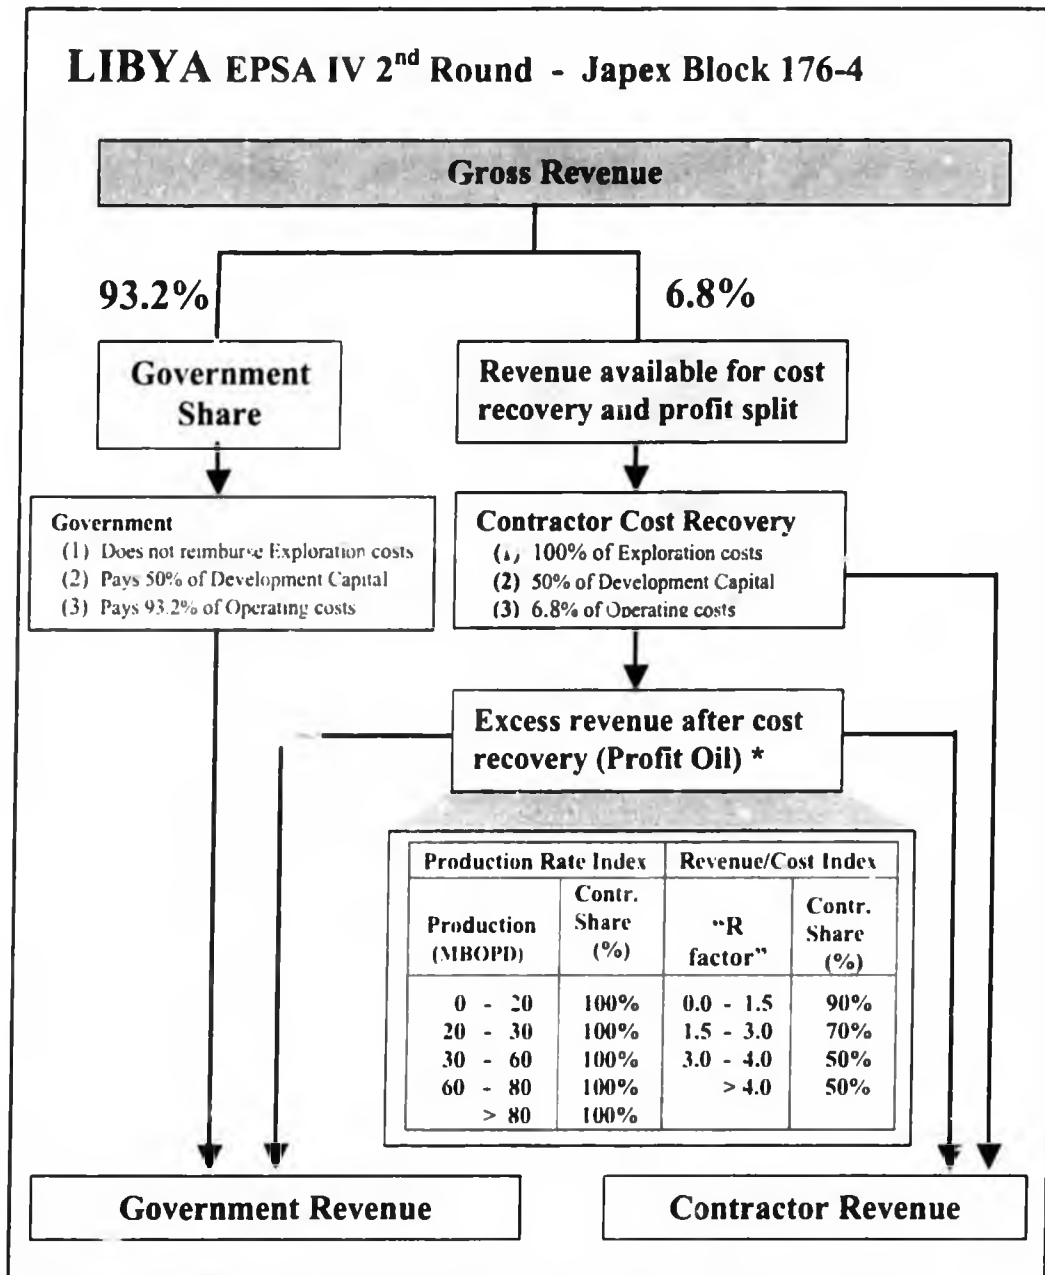 LIBYA EPSA IV 2nd Round - Japex Block 176-4
Gross Revenue
93.2%
6.8%
Government
Share
Revenue available for cost
recovery and profit split
Government
(1) Does not reimburse Exploration costs
(2) Pays 50% of Development Capital
(3) Pays 93.2% of Operating costs
Contractor Cost Recovery
(1) 100% of Exploration costs
(2) 50% of Development Capital
(3) 6.8% of Operating costs
Excess revenue after cost
recovery (Profit Oil) *
Production Rate Index Revenue/Cost Index
Production (MBOPD) Contr. Share (%) "R factor" Contr. Share (%)
0 - 20 100% 0.0 - 1.5 90%
20 - 30 100% 1.5 - 3.0 70%
30 - 60 100% 3.0 - 4.0 50%
60 - 80 100% > 4.0 50%
> 80 100%
Government Revenue
Contractor Revenue